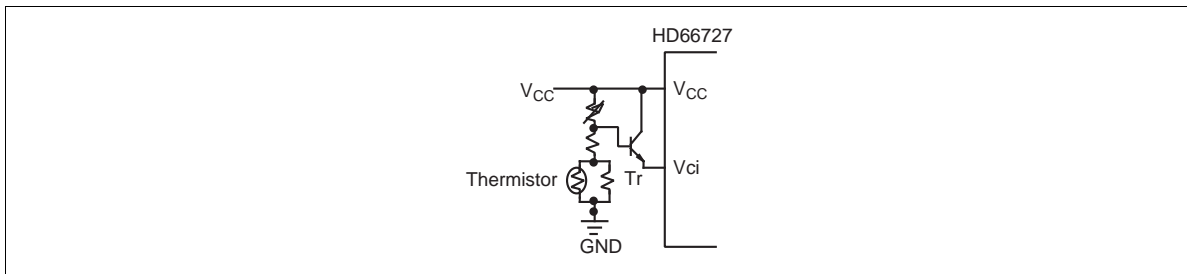 HD66727
VCC
VCC
Thermistor
Tr
Vci
GND